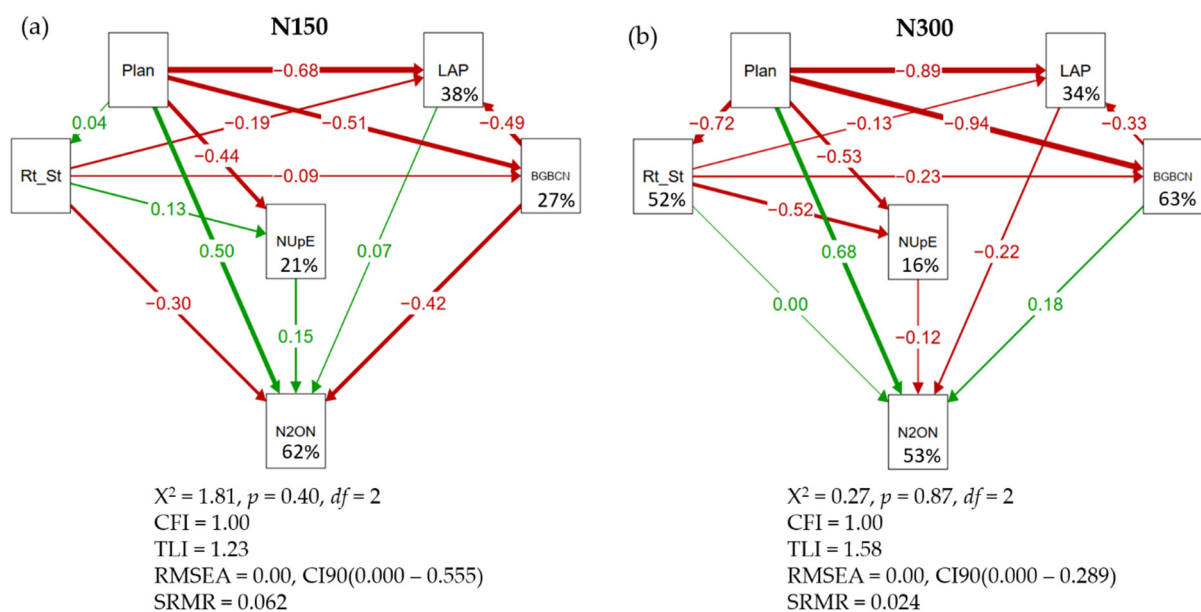 (a)
N150
Plan
LAP
38%
−0.68
0.04
−0.19
−0.51
−0.49
−0.44
Rt_St
−0.09
BGBCN
27%
0.13
NUpE
21%
0.50
0.07
−0.30
−0.42
0.15
N2ON
62%
X² = 1.81, p = 0.40, df = 2
CFI = 1.00
TLI = 1.23
RMSEA = 0.00, CI90(0.000 – 0.555)
SRMR = 0.062
(b)
N300
Plan
LAP
34%
−0.89
−0.72
−0.13
−0.94
−0.33
−0.53
Rt_St
52%
−0.23
BGBCN
63%
−0.52
NUpE
16%
0.68
−0.22
0.00
0.18
−0.12
N2ON
53%
X² = 0.27, p = 0.87, df = 2
CFI = 1.00
TLI = 1.58
RMSEA = 0.00, CI90(0.000 – 0.289)
SRMR = 0.024